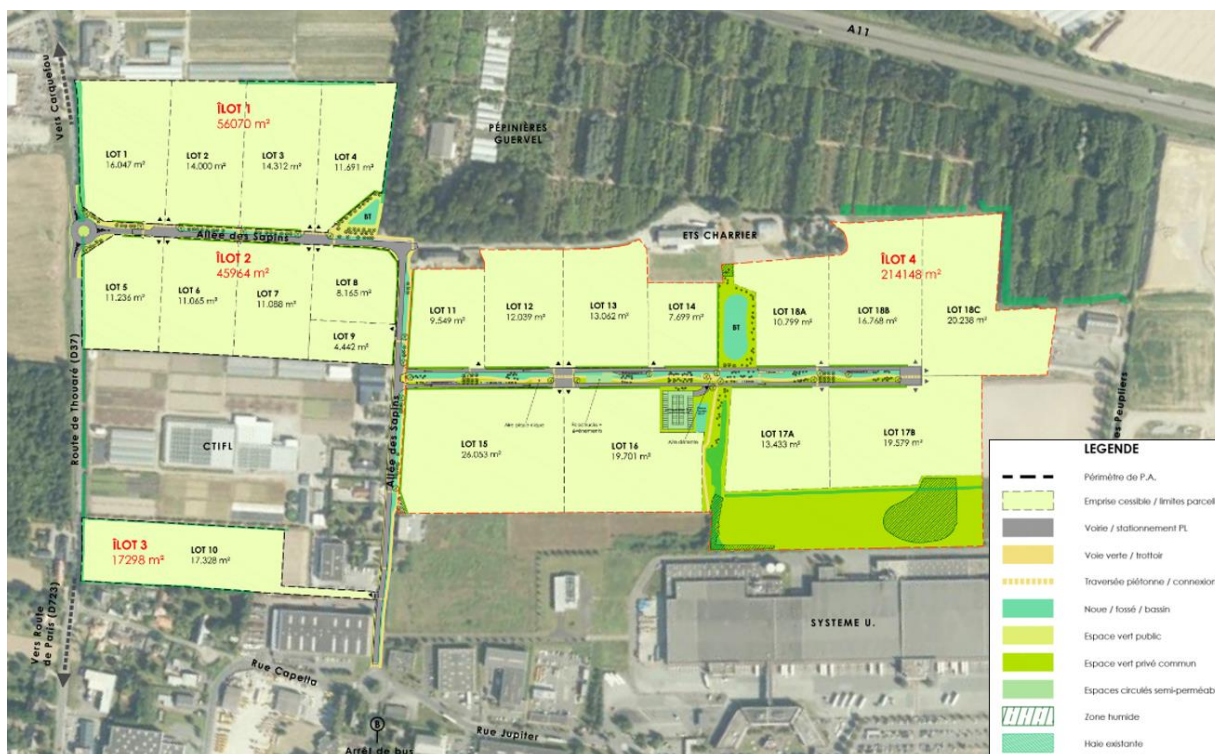 A11
Vers Carquefou
ÎLOT 1
56070 m²
PÉPINIÈRES
GUERVEL
LOT 1
16.047 m²
LOT 2
14.000 m²
LOT 3
14.312 m²
LOT 4
11.691 m²
BT
Allée des Sapins
ETS CHARRIER
ÎLOT 2
45964 m²
ÎLOT 4
214148 m²
LOT 5
11.236 m²
LOT 6
11.065 m²
LOT 7
11.088 m²
LOT 8
8.165 m²
LOT 9
4.442 m²
LOT 11
9.549 m²
LOT 12
12.039 m²
LOT 13
13.062 m²
LOT 14
7.699 m²
BT
LOT 18A
10.799 m²
LOT 18B
16.768 m²
LOT 18C
20.238 m²
Route de Thouaré (D37)
CTIFL
Allée des Sapins
Aire pique-nique
LOT 15
26.053 m²
LOT 16
19.701 m²
LOT 17A
13.433 m²
LOT 17B
19.579 m²
es Peupliers
ÎLOT 3
17298 m²
LOT 10
17.328 m²
Vers Route
de Paris (D723)
SYSTEME U.
Rue Capella
Rue Jupiter
B
Arrêt de bus
LEGENDE
Périmètre de P.A.
Emprise cessible / limites parcell
Voirie / stationnement PL
Voie verte / trottoir
Traversée piétonne / connexion
Noue / fossé / bassin
Espace vert public
Espace vert privé commun
Espaces circulés semi-perméab
Zone humide
Haie existante